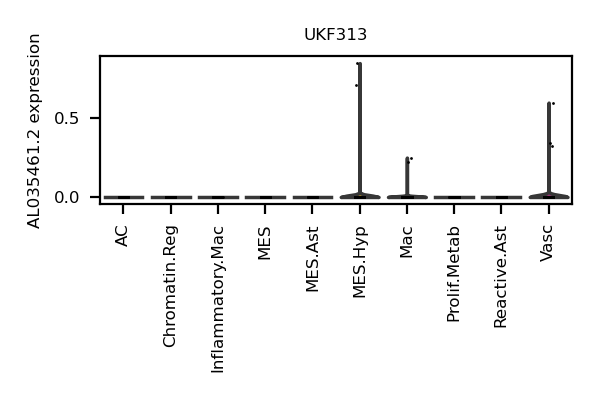 UKF313
AL035461.2 expression
0.5
0.0
AC
Chromatin.Reg
Inflammatory.Mac
MES
MES.Ast
MES.Hyp
Mac
Prolif.Metab
Reactive.Ast
Vasc